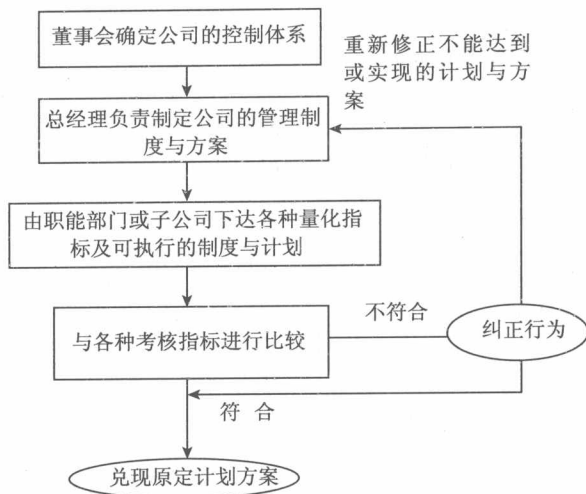 董事会确定公司的控制体系
重新修正不能达到
或实现的计划与方
案
总经理负责制定公司的管理制
度与方案
由职能部门或子公司下达各种量化指
标及可执行的制度与计划
与各种考核指标进行比较
不符合
纠正行为
符 合
兑现原定计划方案